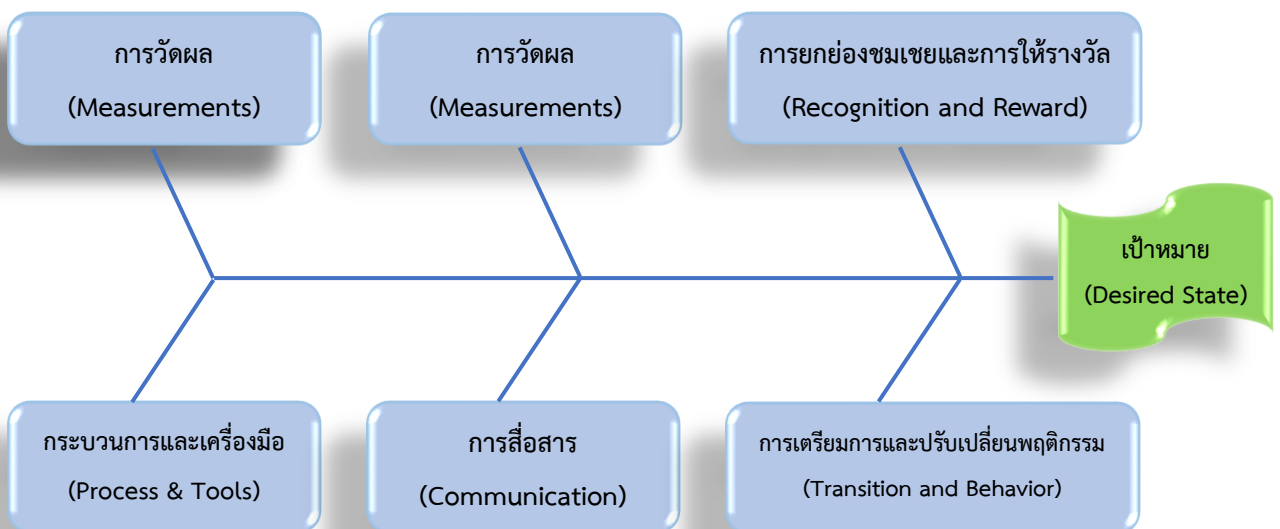 การวัดผล
(Measurements)
การวัดผล
(Measurements)
การยกย่องชมเชยและการให้รางวัล
(Recognition and Reward)
เป้าหมาย
(Desired State)
กระบวนการและเครื่องมือ
(Process & Tools)
การสื่อสาร
(Communication)
การเตรียมการและปรับเปลี่ยนพฤติกรรม
(Transition and Behavior)